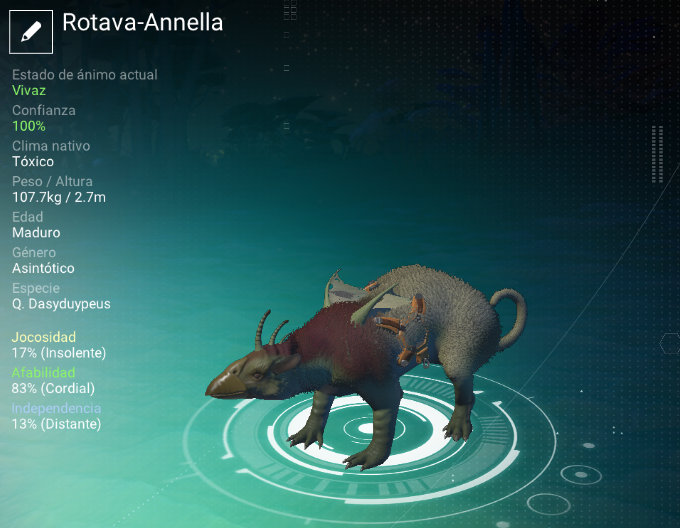 Rotava-Annella
Estado de ánimo actual
Vivaz
Confianza
100%
Clima nativo
Tóxico
Peso / Altura
107.7kg / 2.7m
Edad
Maduro
Género
Asintótico
Especie
Q. Dasyduypeus
Jocosidad
17% (Insolente)
Afabilidad
83% (Cordial)
Independencia
13% (Distante)